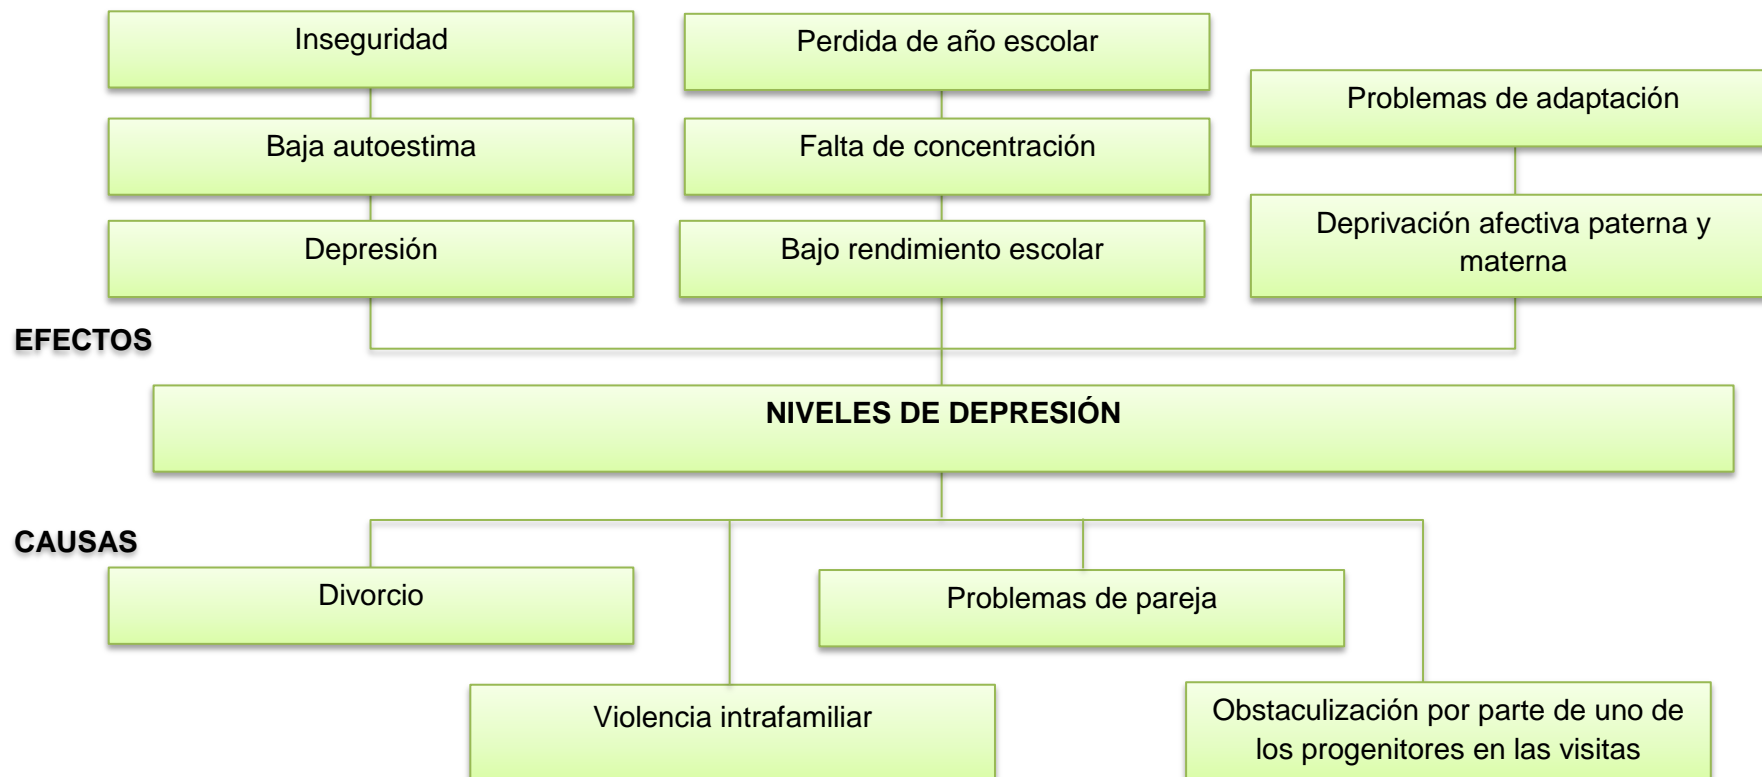 Inseguridad
Perdida de año escolar
Problemas de adaptación
Baja autoestima
Falta de concentración
Depresión
Bajo rendimiento escolar
Deprivación afectiva paterna y
materna
EFECTOS
NIVELES DE DEPRESIÓN
CAUSAS
Divorcio
Problemas de pareja
Violencia intrafamiliar
Obstaculización por parte de uno de
los progenitores en las visitas